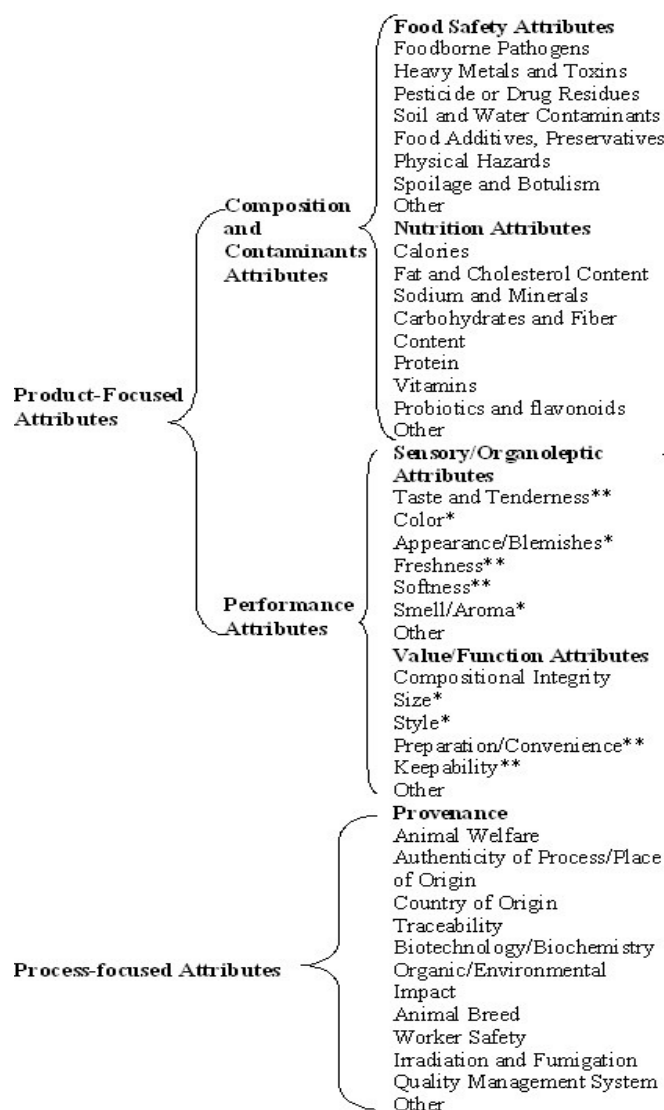 Food Safety Attributes
Foodborne Pathogens
Heavy Metals and Toxins
Pesticide or Drug Residues
Soil and Water Contaminants
Food Additives, Preservatives
Physical Hazards
Spoilage and Botulism
Other
Composition
and
Contaminants
Attributes
Nutrition Attributes
Calories
Fat and Cholesterol Content
Sodium and Minerals
Carbohydrates and Fiber
Content
Protein
Vitamins
Probiotics and flavonoids
Other
Product-Focused
Attributes
Sensory/Organoleptic
Attributes
Taste and Tenderness**
Color*
Appearance/Blemishes*
Freshness**
Softness**
Smell/Aroma*
Other
Performance
Attributes
Value/Function Attributes
Compositional Integrity
Size*
Style*
Preparation/Convenience**
Keepability**
Other
Provenance
Animal Welfare
Authenticity of Process/Place
of Origin
Country of Origin
Traceability
Biotechnology/Biochemistry
Process-focused Attributes
Organic/Environmental
Impact
Animal Breed
Worker Safety
Irradiation and Fumigation
Quality Management System
Other